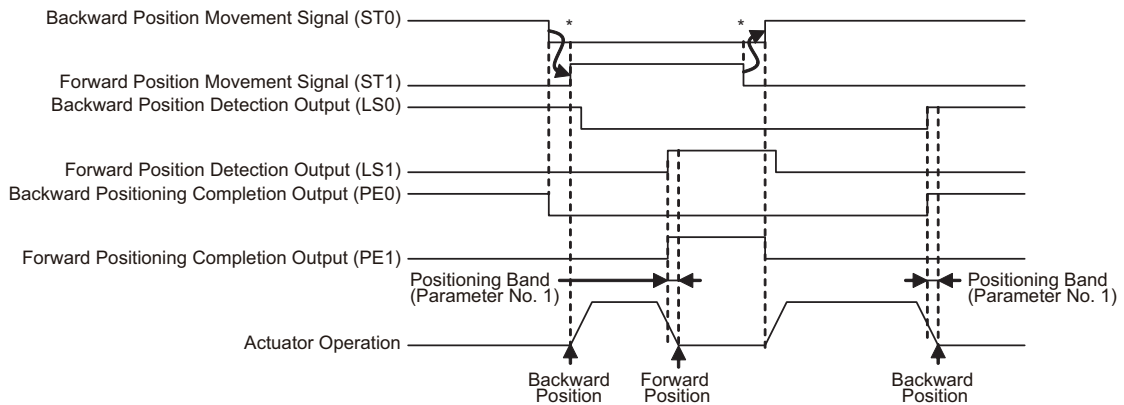 Backward Position Movement Signal (ST0)
* *
Forward Position Movement Signal (ST1)
Backward Position Detection Output (LS0)
Forward Position Detection Output (LS1)
Backward Positioning Completion Output (PE0)
Forward Positioning Completion Output (PE1)
Positioning Band
(Parameter No. 1)
Positioning Band
(Parameter No. 1)
Actuator Operation
Backward
Position
Forward
Position
Backward
Position